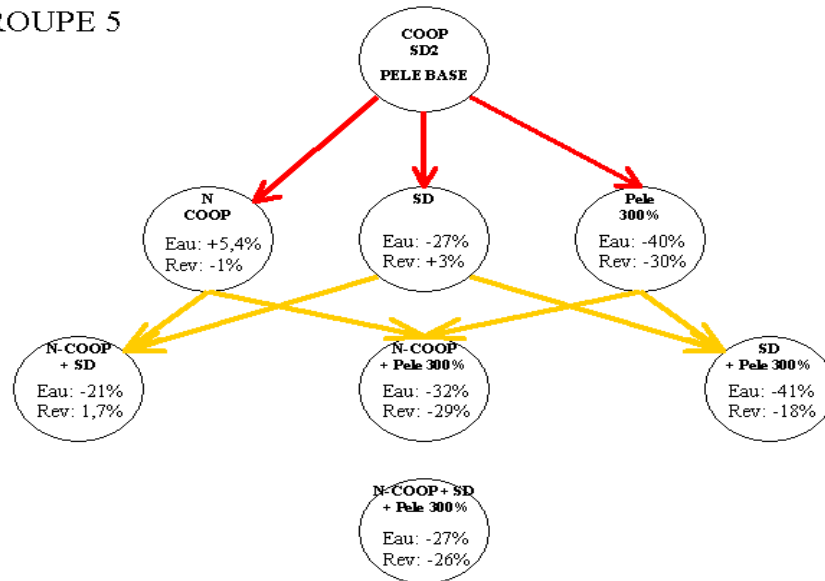 ROUPE 5
COOP
SD2
PELE BASE
N
COOP
Eau: +5,4%
Rev: -1%
SD
Eau: -27%
Rev: +3%
Pele
300%
Eau: -40%
Rev: -30%
N-COOP
+ SD
Eau: -21%
Rev: 1,7%
N-COOP
+ Pele 300%
Eau: -32%
Rev: -29%
SD
+ Pele 300%
Eau: -41%
Rev: -18%
N-COOP + SD
+ Pele 300%
Eau: -27%
Rev: -26%